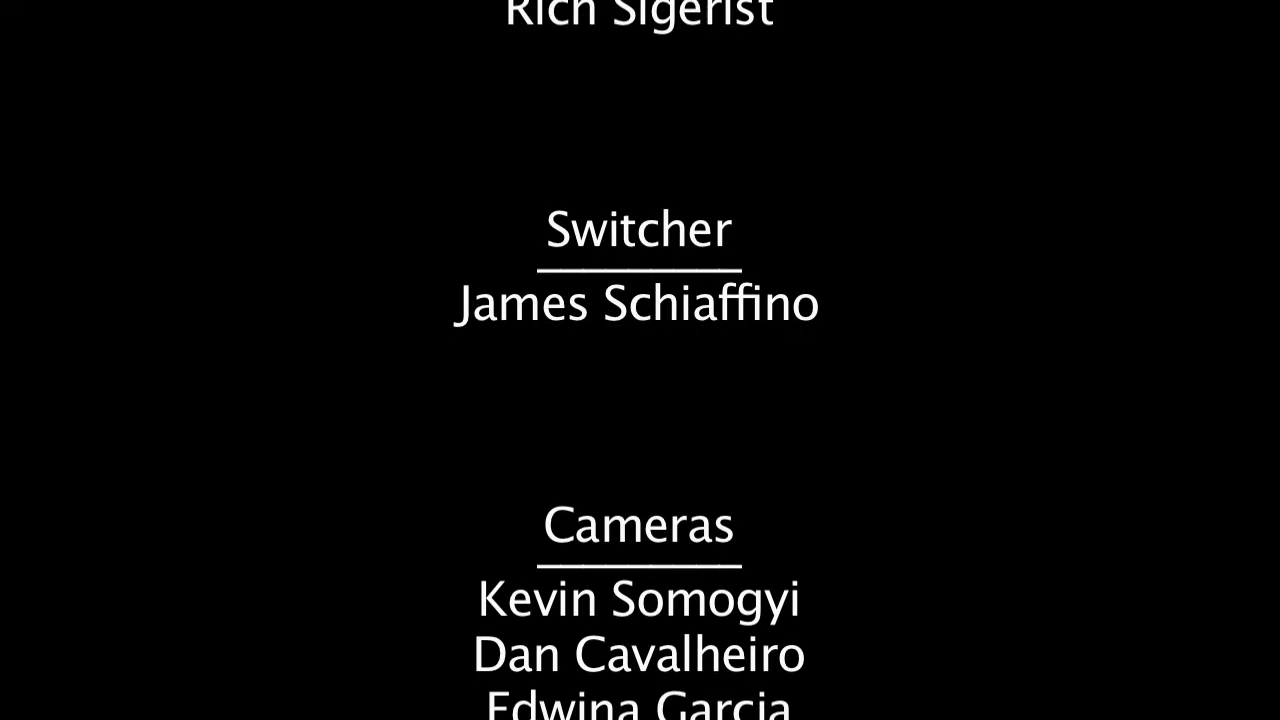 Rich Sigerist
Switcher
James Schiaffino
Cameras
Kevin Somogyi
Dan Cavalheiro
Edwina Garcia